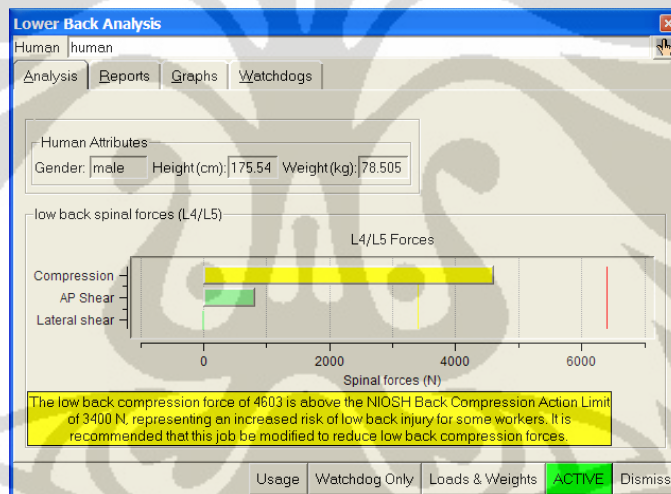 Lower Back Analysis
Human human
Analysis Reports Graphs Watchdogs
Human Attributes
Gender: male Height(cm): 175.54 Weight(kg): 78.505
low back spinal forces (L4/L5)
L4/L5 Forces
Compression
AP Shear
Lateral shear
0 2000 4000 6000
Spinal forces (N)
The low back compression force of 4603 is above the NIOSH Back Compression Action Limit
of 3400 N, representing an increased risk of low back injury for some workers. It is
recommended that this job be modified to reduce low back compression forces.
Usage Watchdog Only Loads & Weights ACTIVE Dismiss